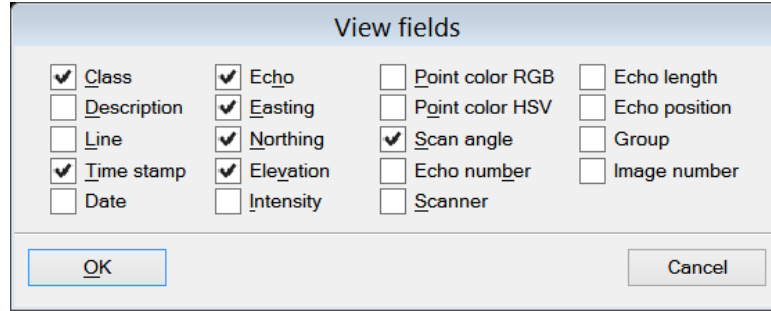 View fields
Class Echo Point color RGB Echo length
Description Easting Point color HSV Echo position
Line Northing Scan angle Group
Time stamp Elevation Echo number Image number
Date Intensity Scanner
OK Cancel